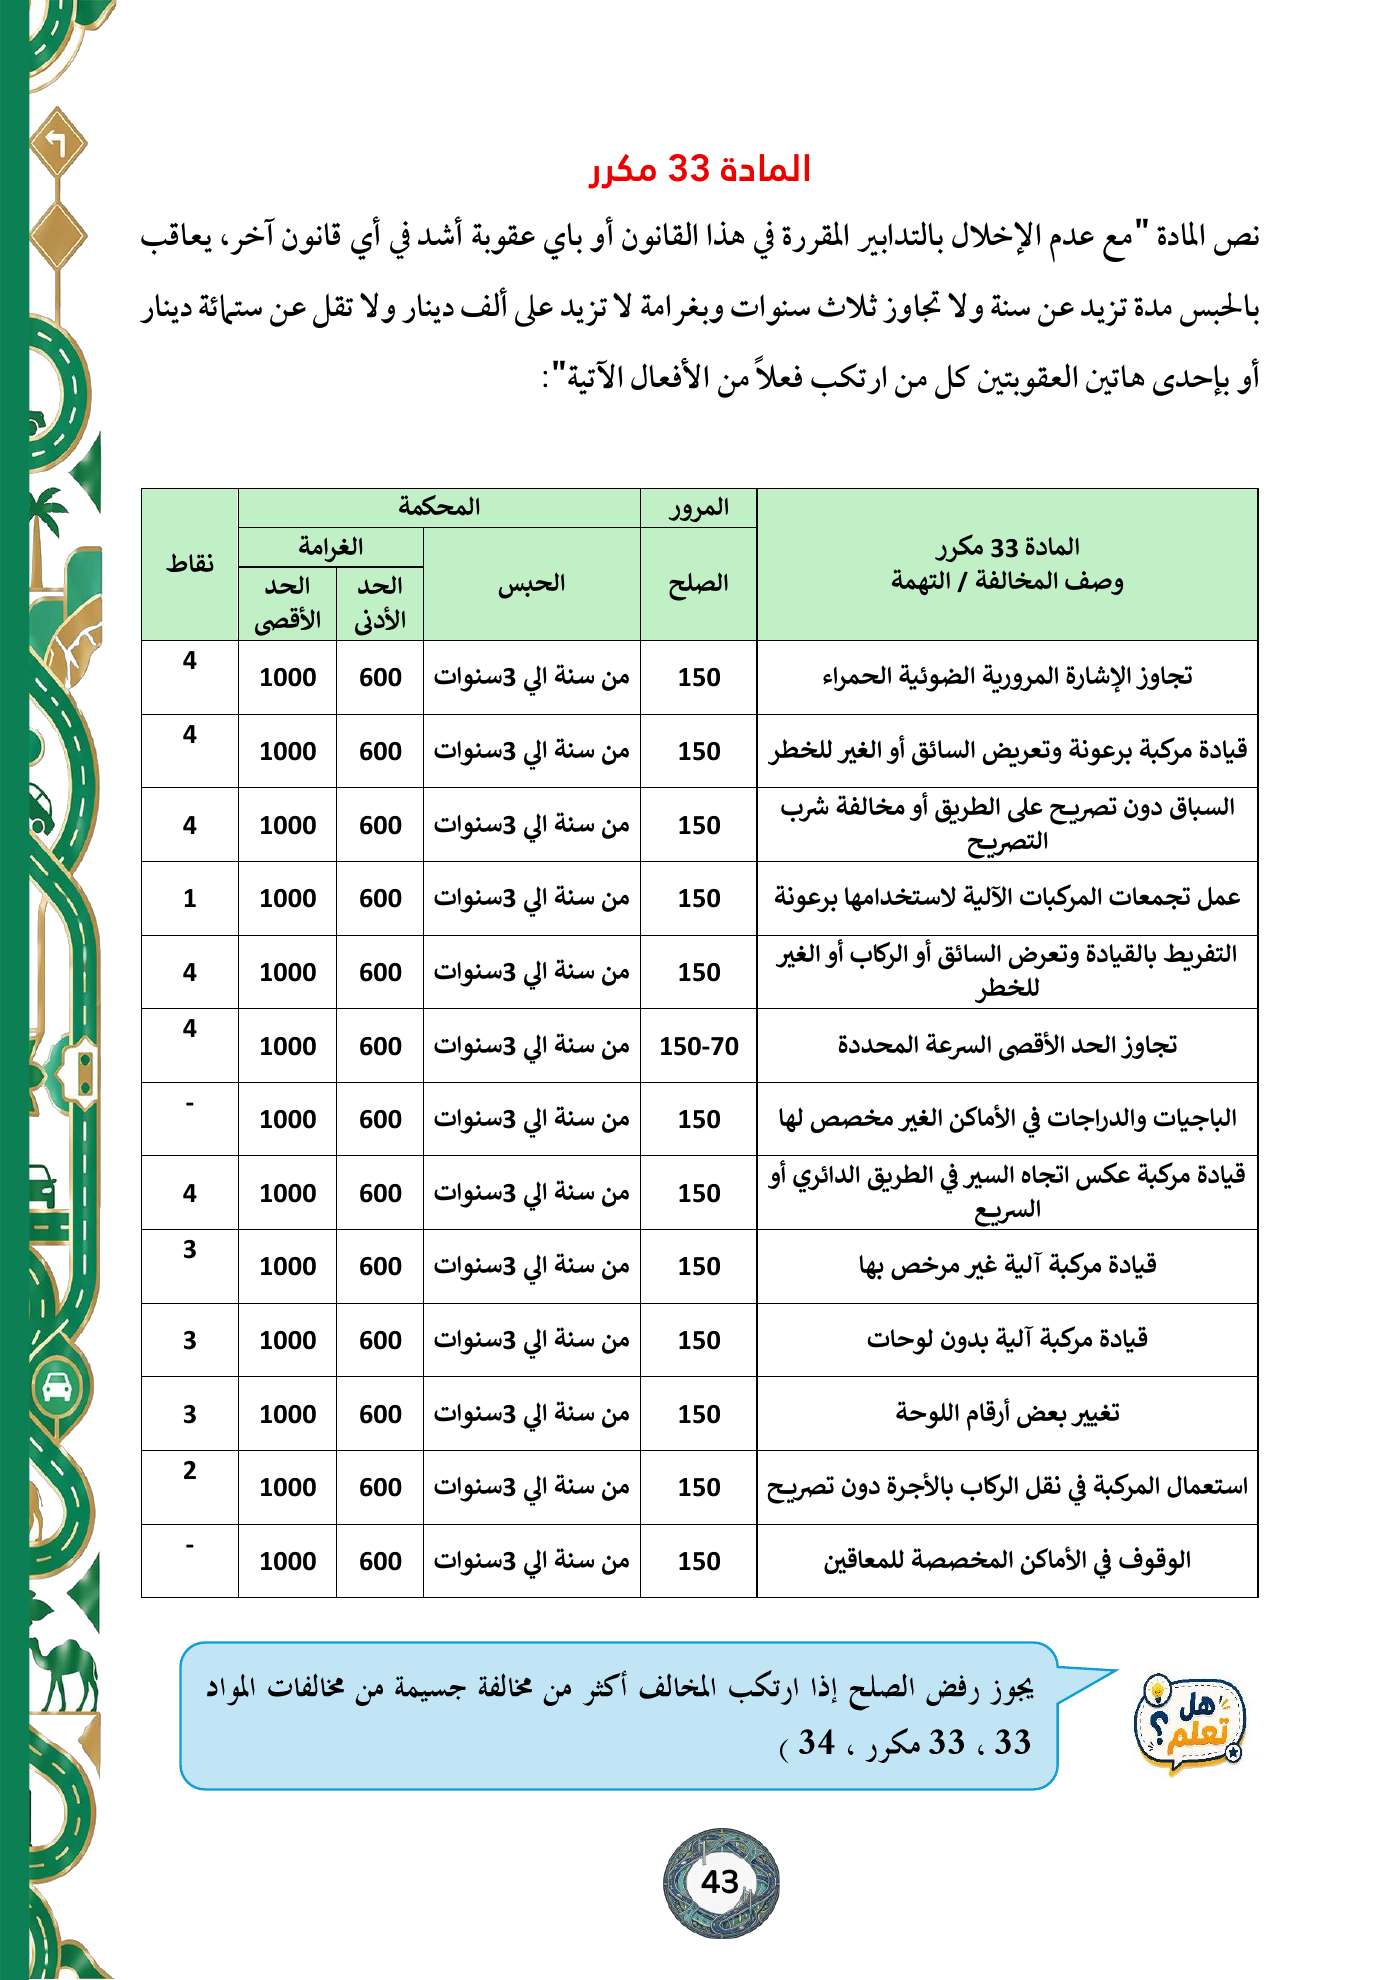 المادة 33 مكرر
نص المادة "مع عدم الإخلال بالتدابير المقررة في هذا القانون أو باي عقوبة أشد في أي قانون آخر، يعاقب
بالحبس مدة تزيد عن سنة ولا تجاوز ثلاث سنوات وبغرامة لا تزيد على ألف دينار ولا تقل عن ستمائة دينار
أو بإحدى هاتين العقوبتين كل من ارتكب فعلاً من الأفعال الآتية":
المادة 33 مكرر
وصف المخالفة / التهمة
المرور
المحكمة
نقاط
الصلح
الحبس
الغرامة
الحد الأدنى
الحد الأقصى
تجاوز الإشارة المرورية الضوئية الحمراء 150 من سنة الي 3سنوات 600 1000 4
قيادة مركبة برعونة وتعريض السائق أو الغير للخطر 150 من سنة الي 3سنوات 600 1000 4
السباق دون تصريح على الطريق أو مخالفة شرب
التصريح 150 من سنة الي 3سنوات 600 1000 4
عمل تجمعات المركبات الآلية لاستخدامها برعونة 150 من سنة الي 3سنوات 600 1000 1
التفريط بالقيادة وتعرض السائق أو الركاب أو الغير
للخطر 150 من سنة الي 3سنوات 600 1000 4
تجاوز الحد الأقصى السرعة المحددة 150-70 من سنة الي 3سنوات 600 1000 4
الباجيات والدراجات في الأماكن الغير مخصص لها 150 من سنة الي 3سنوات 600 1000 -
قيادة مركبة عكس اتجاه السير في الطريق الدائري أو
السريع 150 من سنة الي 3سنوات 600 1000 4
قيادة مركبة آلية غير مرخص بها 150 من سنة الي 3سنوات 600 1000 3
قيادة مركبة آلية بدون لوحات 150 من سنة الي 3سنوات 600 1000 3
تغيير بعض أرقام اللوحة 150 من سنة الي 3سنوات 600 1000 3
استعمال المركبة في نقل الركاب بالأجرة دون تصريح 150 من سنة الي 3سنوات 600 1000 2
الوقوف في الأماكن المخصصة للمعاقين 150 من سنة الي 3سنوات 600 1000 -
يجوز رفض الصلح إذا ارتكب المخالف أكثر من مخالفة جسيمة من مخالفات المواد
33 ، 33 مكرر ، 34 )
هل
تعلم ؟
43